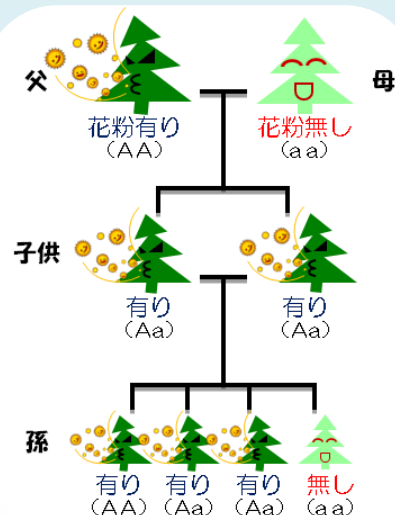 父 母
花粉有り 花粉無し
(AA) (aa)
子供
有り 有り
(Aa) (Aa)
孫
有り 有り 有り 無し
(AA) (Aa) (Aa) (aa)